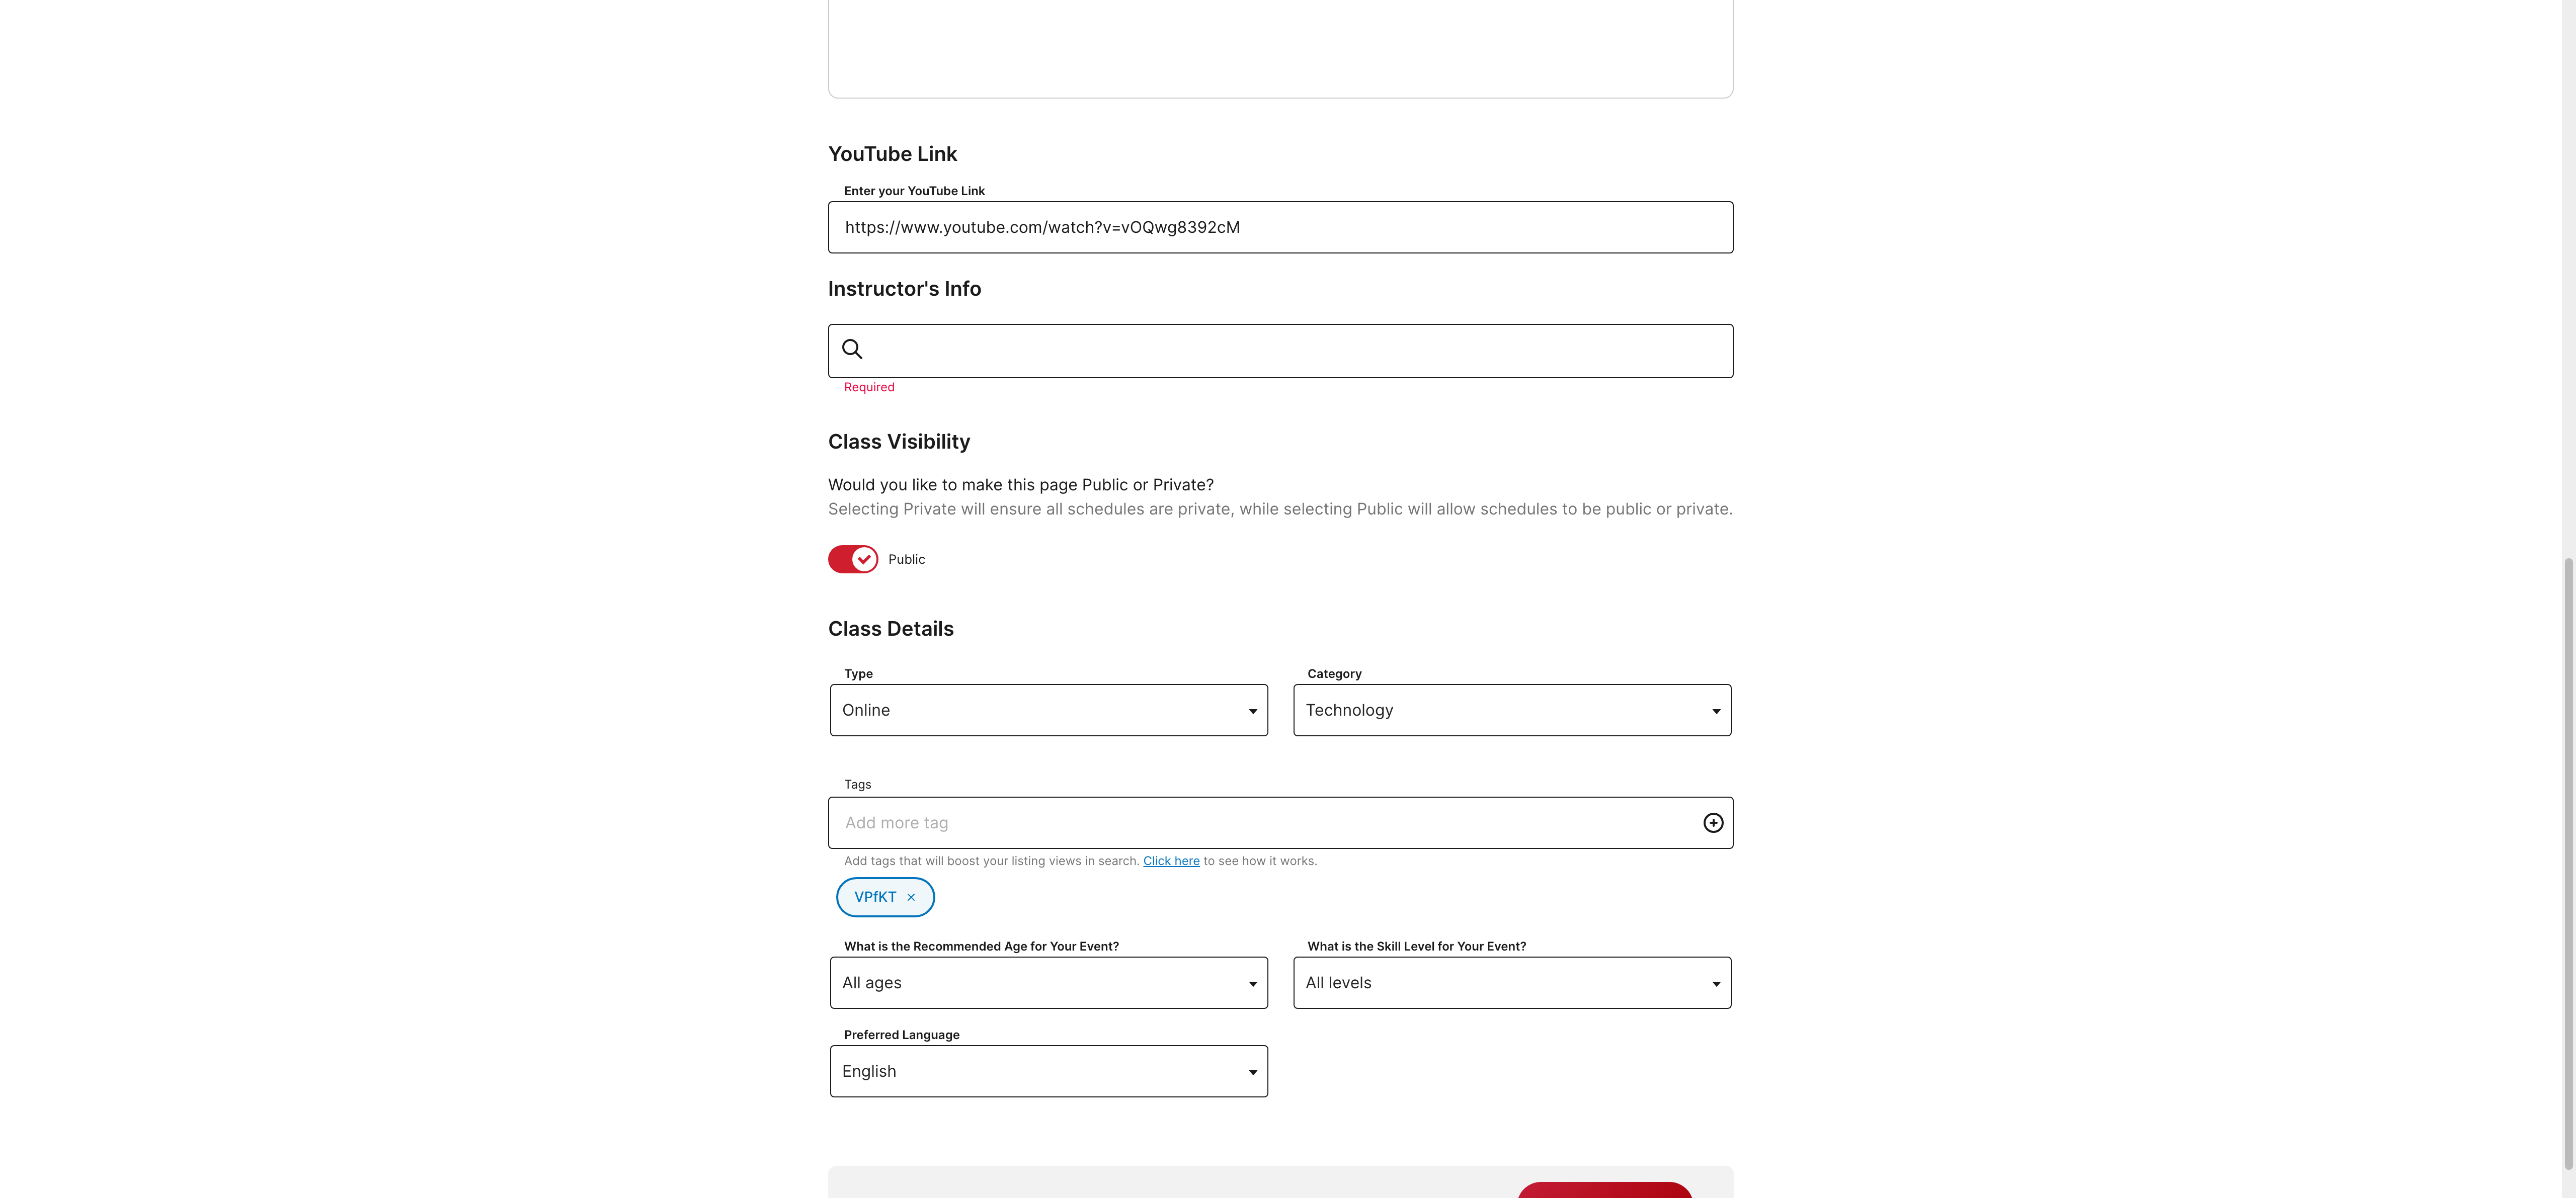 YouTube Link
Enter your YouTube Link
https://www.youtube.com/watch?v=vOQwg8392cM
Instructor's Info
Required
Class Visibility
Would you like to make this page Public or Private?
Selecting Private will ensure all schedules are private, while selecting Public will allow schedules to be public or private.
Public
Class Details
Type
Category
Online
Technology
Tags
Add more tag
Add tags that will boost your listing views in search. Click here to see how it works.
VPfKT ×
What is the Recommended Age for Your Event?
What is the Skill Level for Your Event?
All ages
All levels
Preferred Language
English